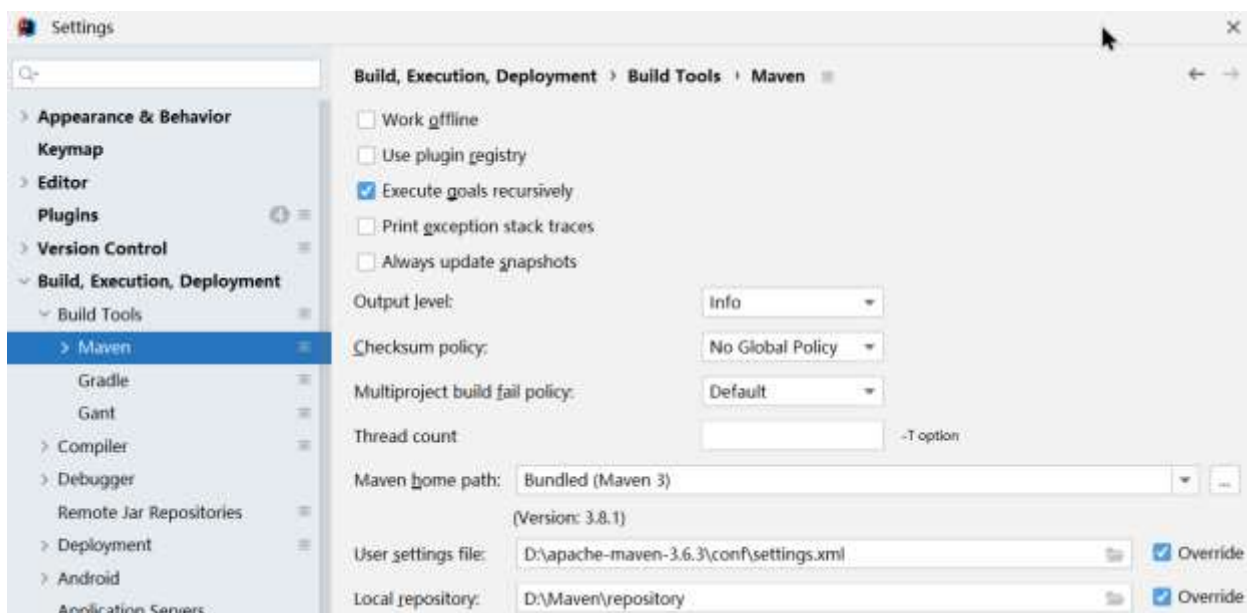 Settings
Build, Execution, Deployment › Build Tools › Maven
Appearance & Behavior
Keymap
Editor
Plugins
Version Control
Build, Execution, Deployment
Build Tools
Maven
Gradle
Gant
Compiler
Debugger
Remote Jar Repositories
Deployment
Android
Application Servers
Work offline
Use plugin registry
Execute goals recursively
Print exception stack traces
Always update snapshots
Output level: Info
Checksum policy: No Global Policy
Multiproject build fail policy: Default
Thread count -T option
Maven home path: Bundled (Maven 3) ...
(Version: 3.8.1)
User settings file: D:\apache-maven-3.6.3\conf\settings.xml Override
Local repository: D:\Maven\repository Override